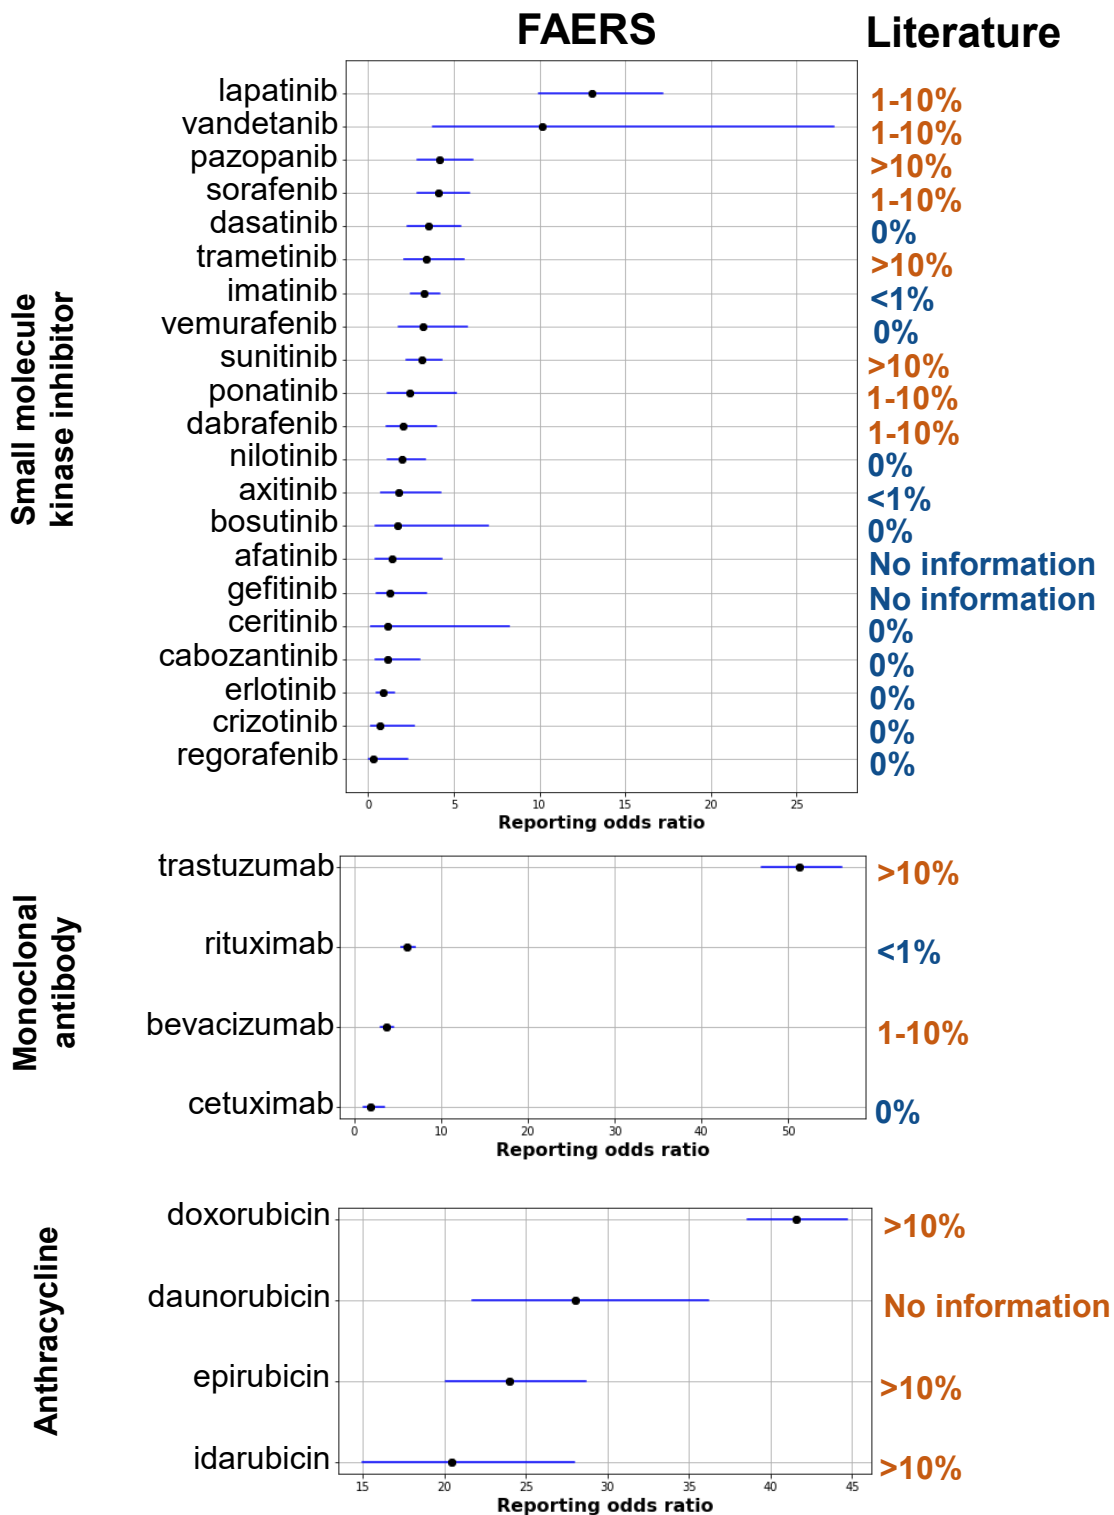 FAERS Literature
Small molecule
kinase inhibitor
lapatinib 1-10%
vandetanib 1-10%
pazopanib >10%
sorafenib 1-10%
dasatinib 0%
trametinib >10%
imatinib <1%
vemurafenib 0%
sunitinib >10%
ponatinib 1-10%
dabrafenib 1-10%
nilotinib 0%
axitinib <1%
bosutinib 0%
afatinib No information
gefitinib No information
ceritinib 0%
cabozantinib 0%
erlotinib 0%
crizotinib 0%
regorafenib 0%
0 5 10 15 20 25
Reporting odds ratio
Monoclonal
antibody
trastuzumab >10%
rituximab <1%
bevacizumab 1-10%
cetuximab 0%
0 10 20 30 40 50
Reporting odds ratio
Anthracycline
doxorubicin >10%
daunorubicin No information
epirubicin >10%
idarubicin >10%
15 20 25 30 35 40 45
Reporting odds ratio